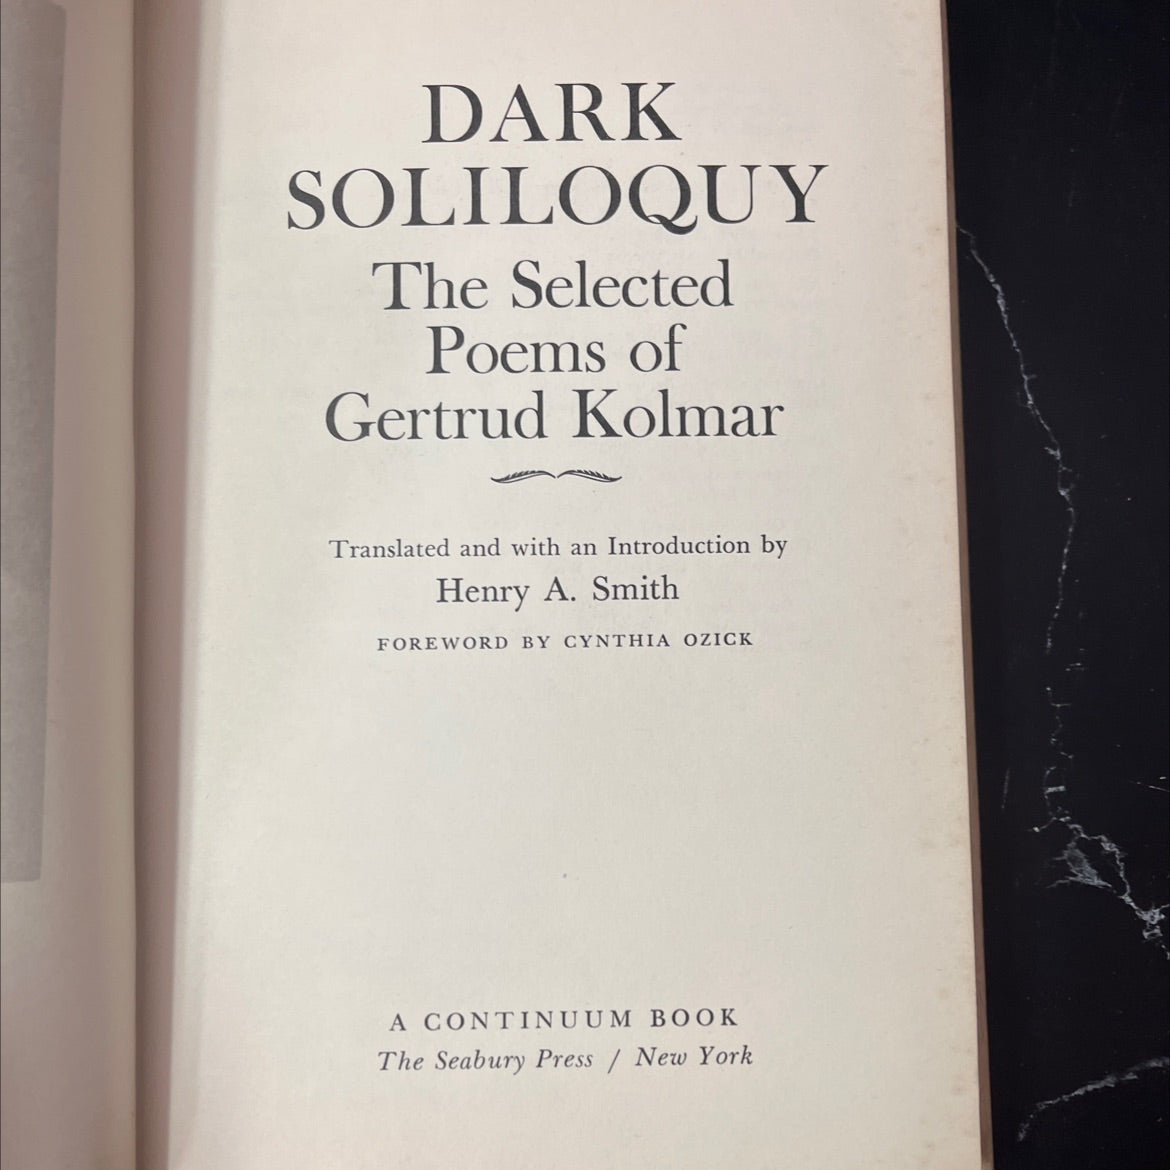 DARK
SOLILOQUY
The Selected
Poems of
Gertrud Kolmar
Translated and with an Introduction by
Henry A. Smith
FOREWORD BY CYNTHIA OZICK
A CONTINUUM BOOK
The Seabury Press / New York